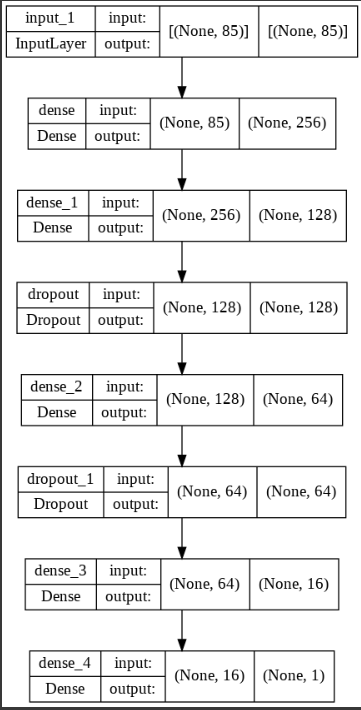 input_1 input: [(None, 85)] [(None, 85)]
InputLayer output:
dense input: (None, 85) (None, 256)
Dense output:
dense_1 input: (None, 256) (None, 128)
Dense output:
dropout input: (None, 128) (None, 128)
Dropout output:
dense_2 input: (None, 128) (None, 64)
Dense output:
dropout_1 input: (None, 64) (None, 64)
Dropout output:
dense_3 input: (None, 64) (None, 16)
Dense output:
dense_4 input: (None, 16) (None, 1)
Dense output: